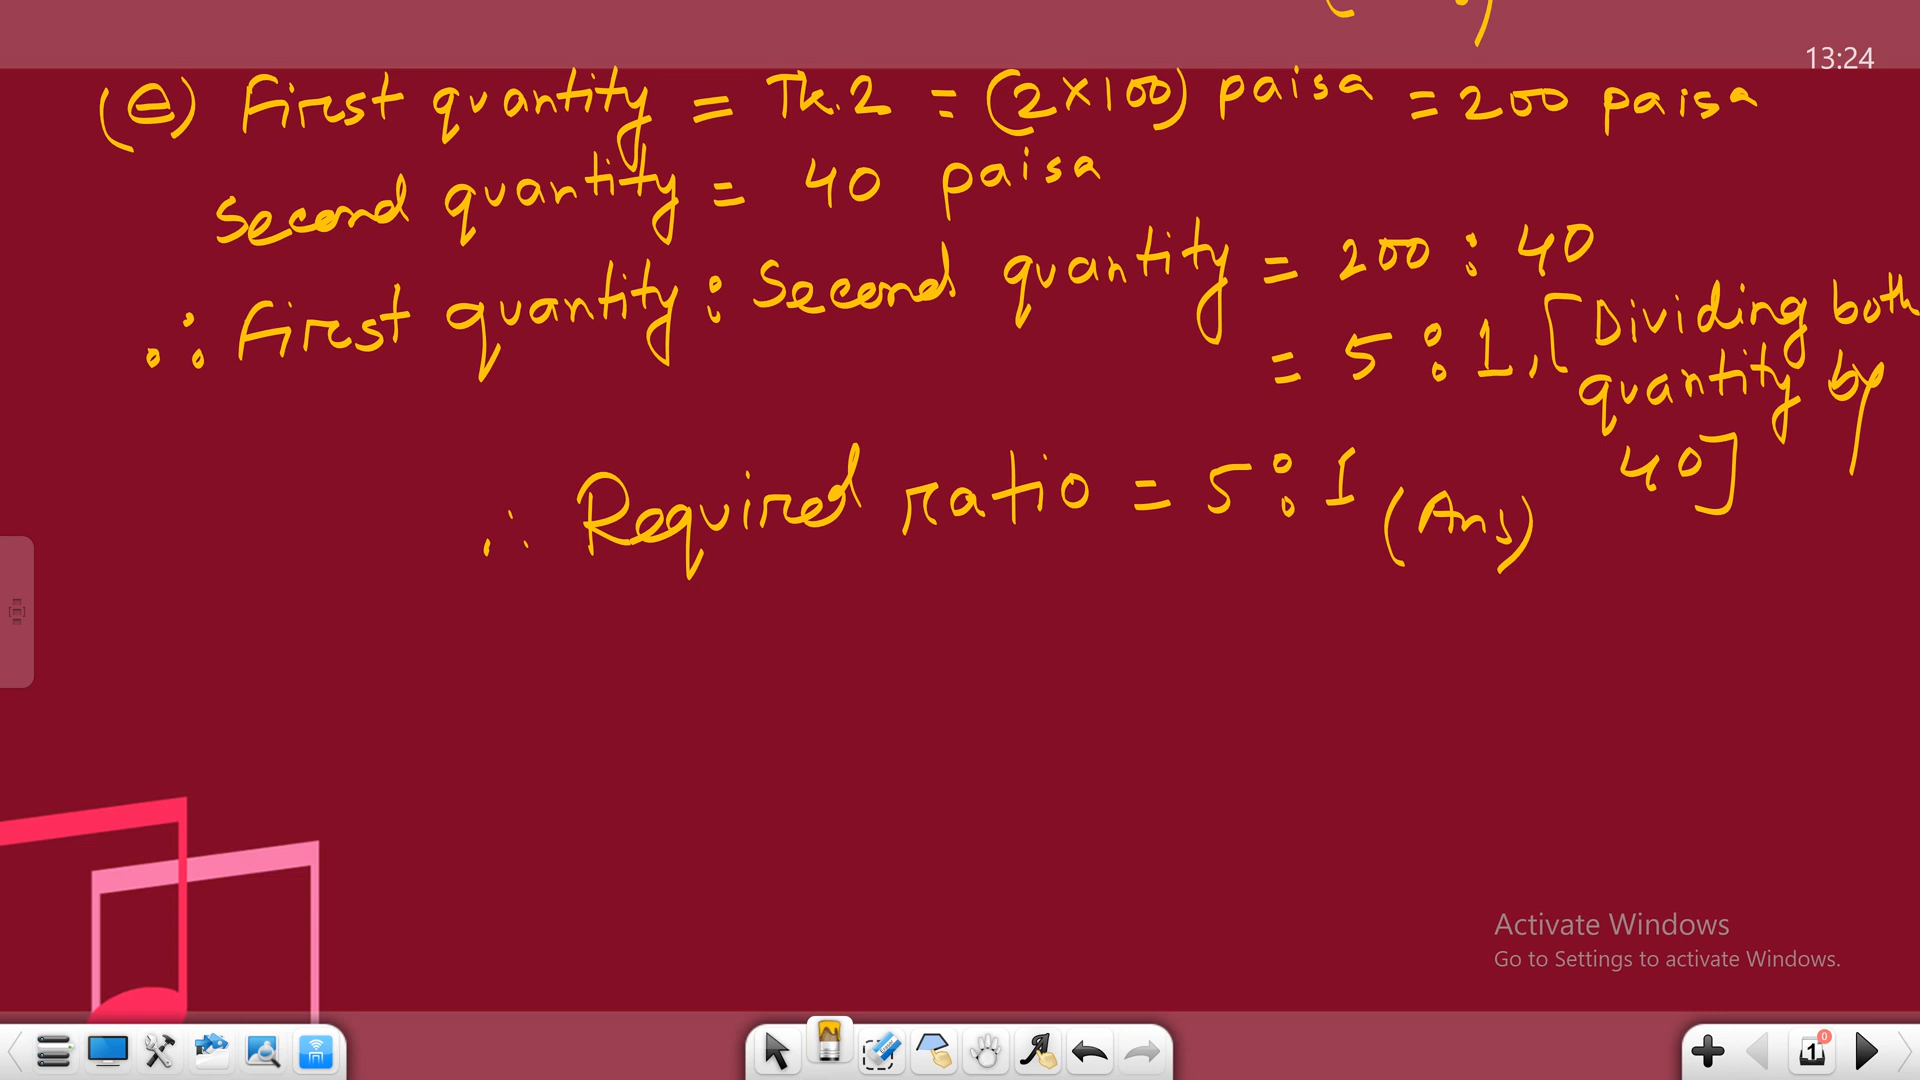 13:24
(e) First quantity = Tk.2 = (2×100) paisa = 200 paisa
Second quantity = 40 paisa
∴ First quantity : Second quantity = 200 : 40
= 5 : 1, [Dividing both
quantity by
40]
∴ Required ratio = 5 : 1 (Ans)
Activate Windows
Go to Settings to activate Windows.
1
0